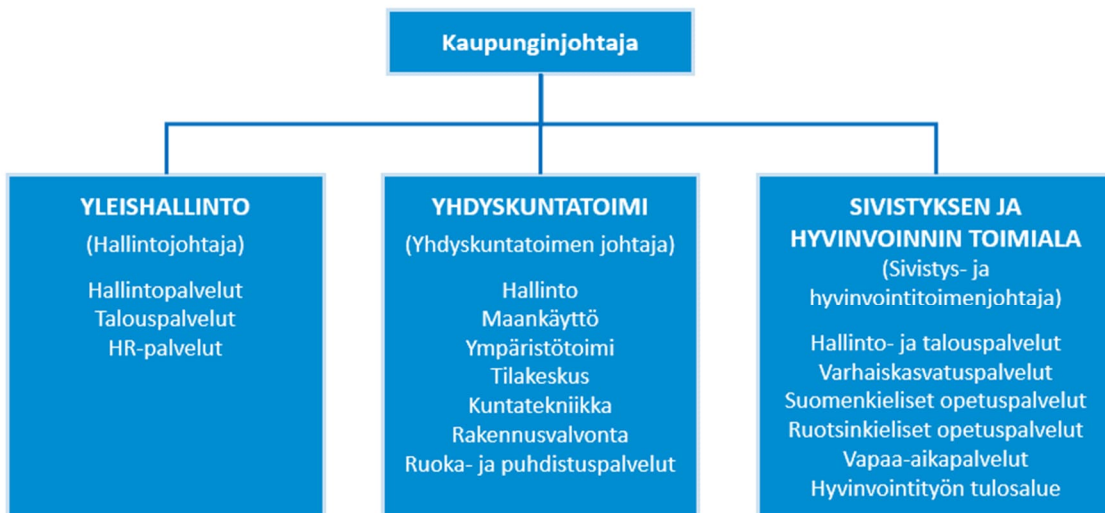 Kaupunginjohtaja
YLEISHALLINTO
(Hallintojohtaja)
Hallintopalvelut
Talouspalvelut
HR-palvelut
YHDYSKUNTATOIMI
(Yhdyskuntatoimen johtaja)
Hallinto
Maankäyttö
Ympäristötoimi
Tilakeskus
Kuntatekniikka
Rakennusvalvonta
Ruoka- ja puhdistuspalvelut
SIVISTYKSEN JA
HYVINVOINNIN TOIMIALA
(Sivistys- ja
hyvinvointitoimenjohtaja)
Hallinto- ja talouspalvelut
Varhaiskasvatuspalvelut
Suomenkieliset opetuspalvelut
Ruotsinkieliset opetuspalvelut
Vapaa-aikapalvelut
Hyvinvointityön tulosalue